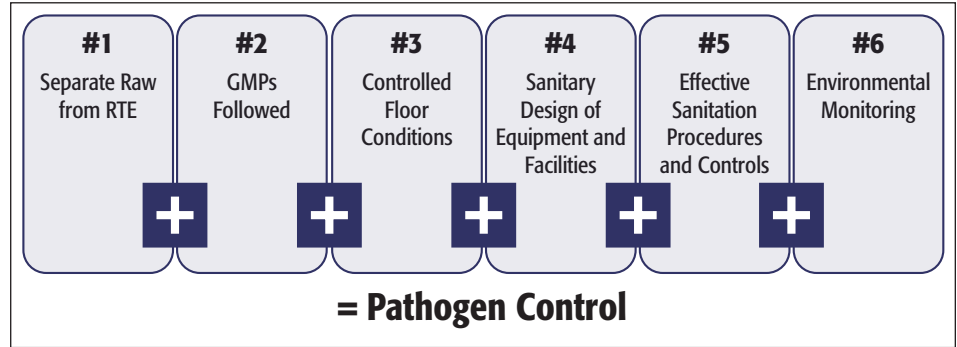 #1
Separate Raw
from RTE
#2
GMPs
Followed
#3
Controlled
Floor
Conditions
#4
Sanitary
Design of
Equipment and
Facilities
#5
Effective
Sanitation
Procedures
and Controls
#6
Environmental
Monitoring
+
+
+
+
+
= Pathogen Control